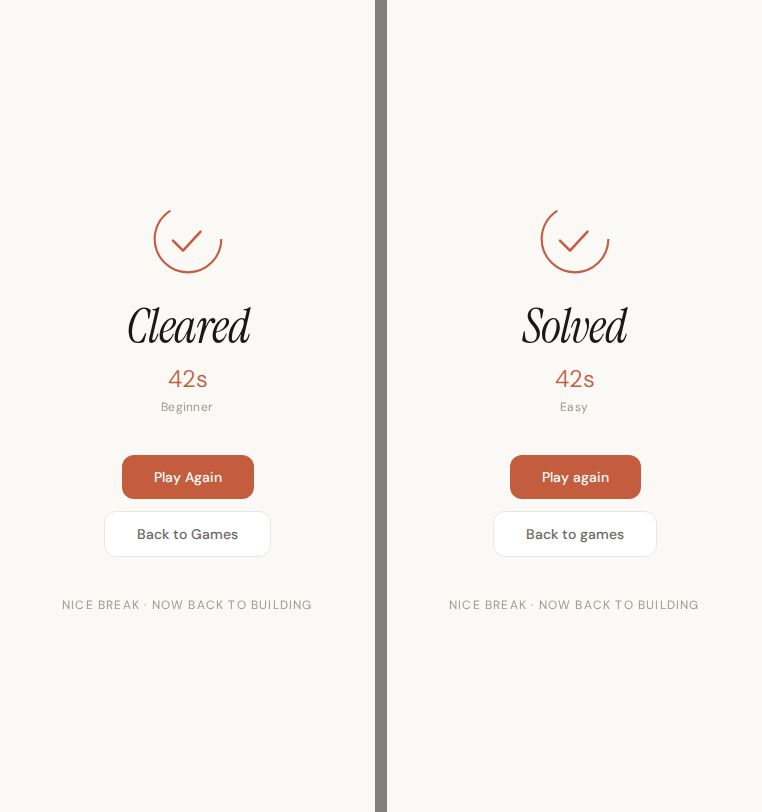 Cleared
42s
Beginner
Play Again
Back to Games
NICE BREAK · NOW BACK TO BUILDING
Solved
42s
Easy
Play again
Back to games
NICE BREAK · NOW BACK TO BUILDING